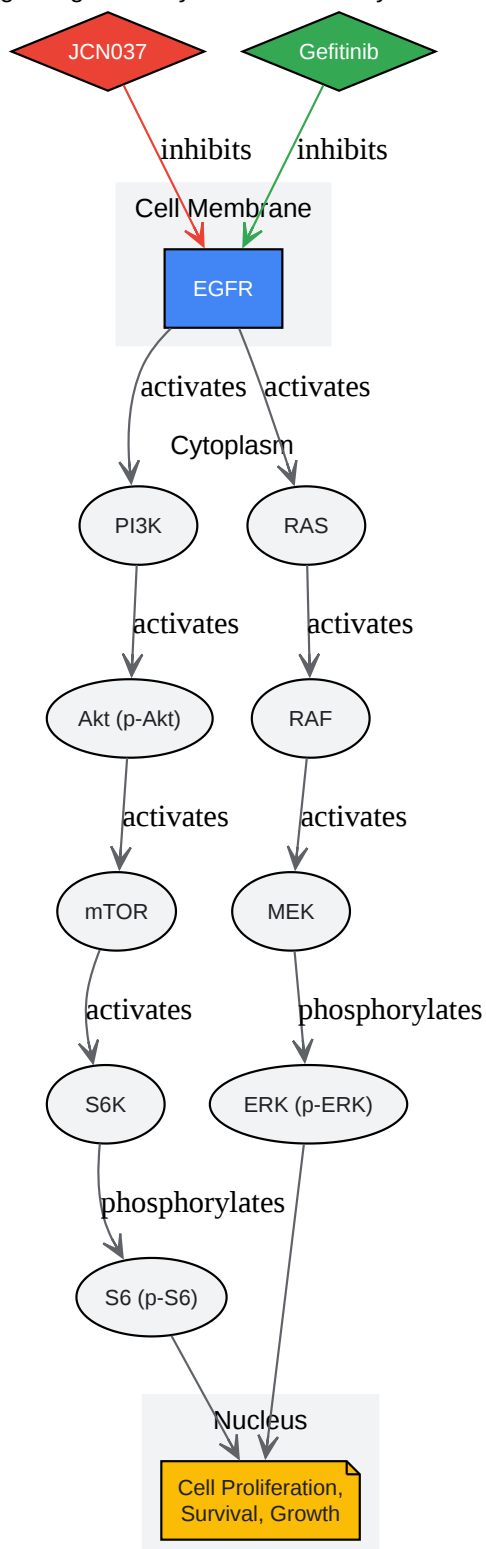 JCN037
Gefitinib
inhibits
inhibits
Cell Membrane
EGFR
activates
activates
Cytoplasm
PI3K
RAS
activates
activates
Akt (p-Akt)
RAF
activates
activates
mTOR
MEK
activates
phosphorylates
S6K
ERK (p-ERK)
phosphorylates
S6 (p-S6)
Nucleus
Cell Proliferation,
Survival, Growth